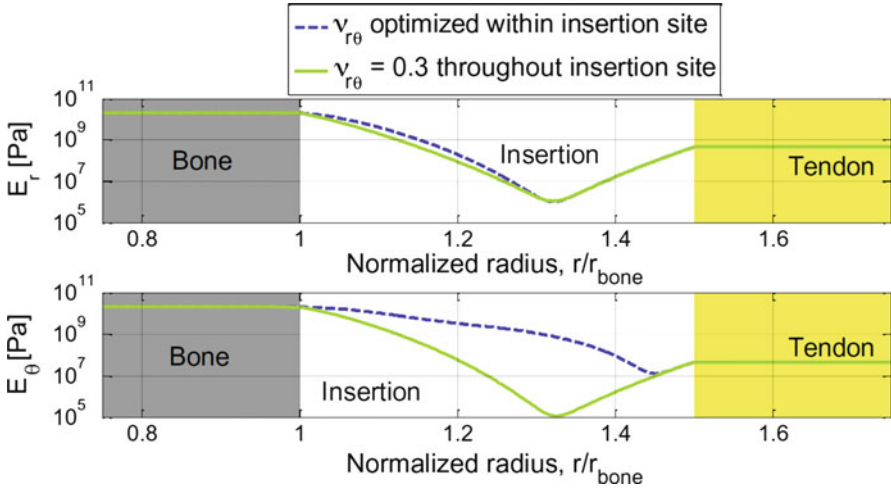 ν_rθ optimized within insertion site
ν_rθ = 0.3 throughout insertion site
E_r [Pa]
10^11
10^9
10^7
10^5
Bone
Insertion
Tendon
0.8
1
1.2
1.4
1.6
Normalized radius, r/r_bone
E_θ [Pa]
10^11
10^9
10^7
10^5
Bone
Insertion
Tendon
0.8
1
1.2
1.4
1.6
Normalized radius, r/r_bone